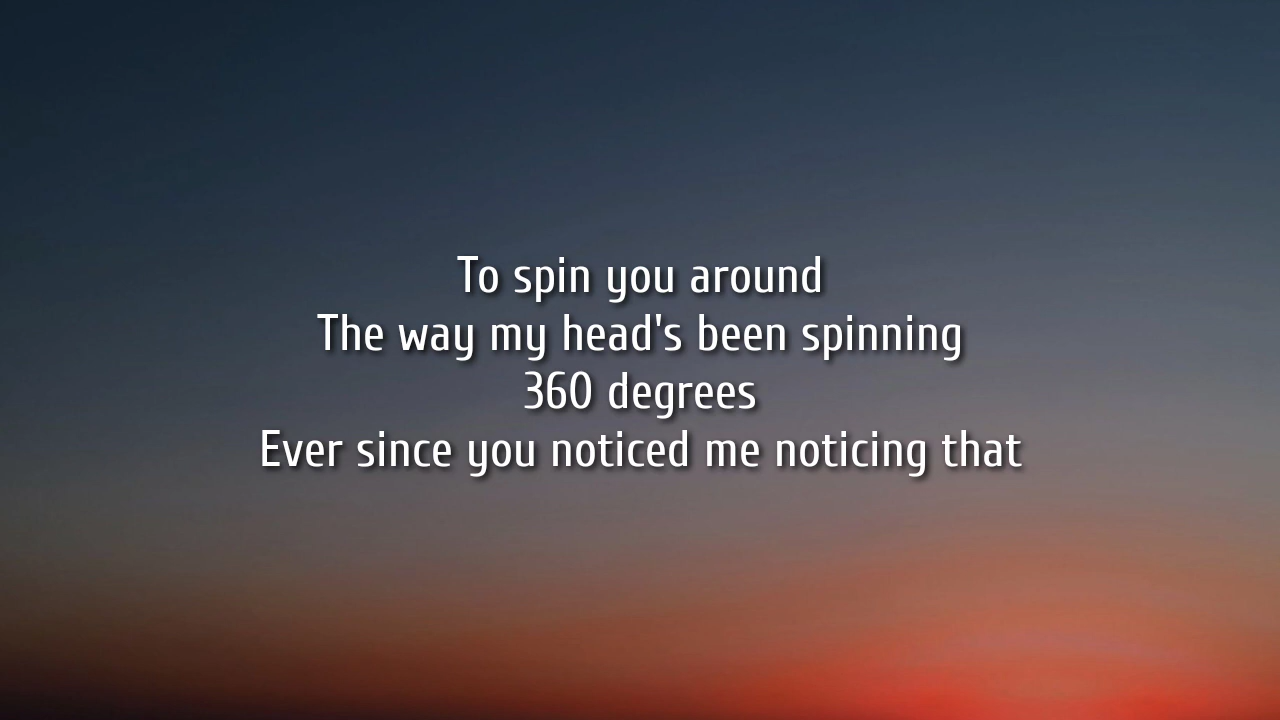 To spin you around
The way my head's been spinning
360 degrees
Ever since you noticed me noticing that